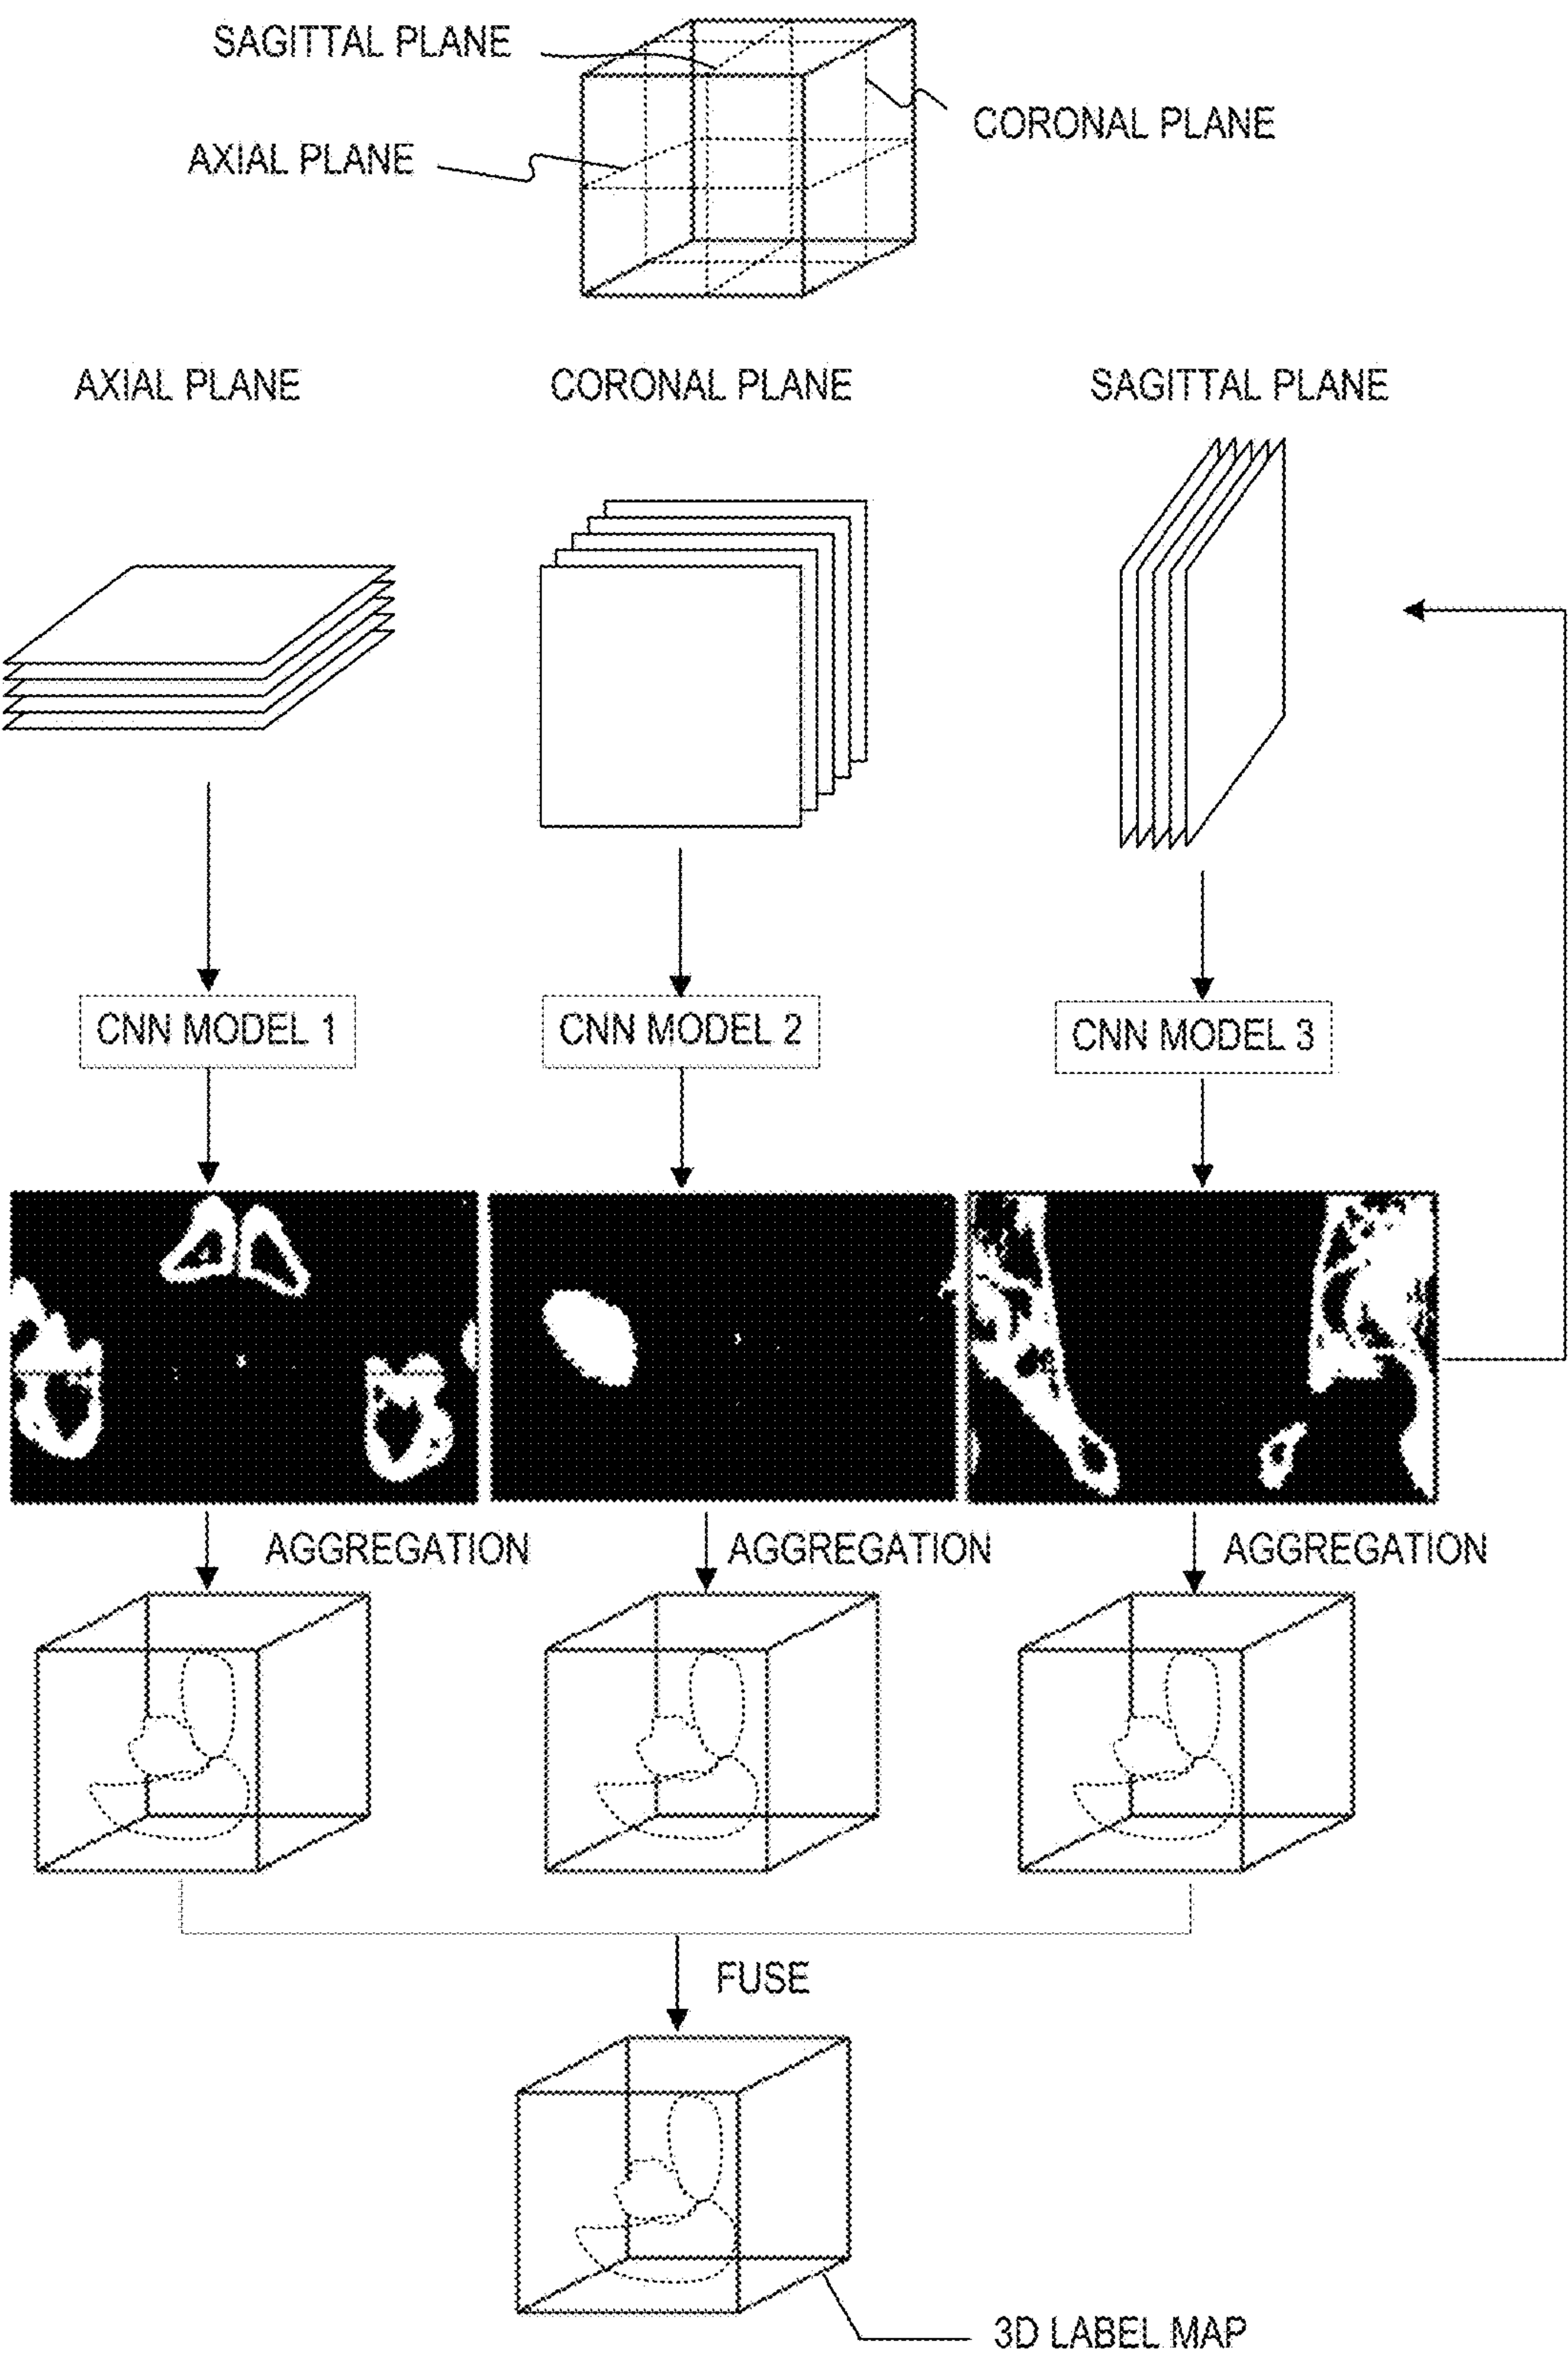 SAGITTAL PLANE
CORONAL PLANE
AXIAL PLANE
AXIAL PLANE
CORONAL PLANE
SAGITTAL PLANE
CNN MODEL 1
CNN MODEL 2
CNN MODEL 3
AGGREGATION
AGGREGATION
AGGREGATION
FUSE
3D LABEL MAP